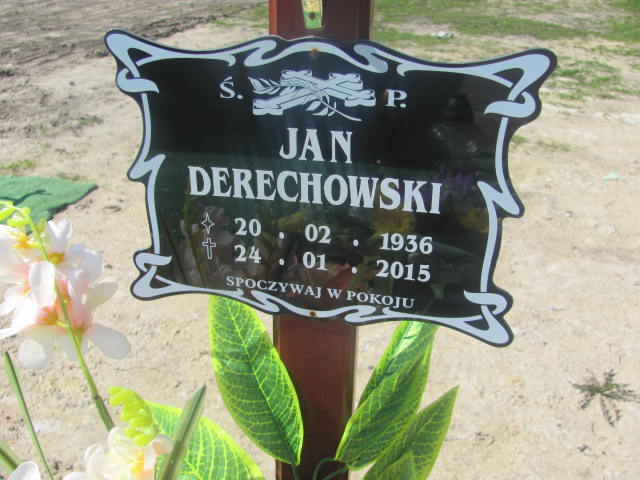 Ś. P.
JAN
DERECHOWSKI
20 . 02 . 1936
24 . 01 . 2015
SPOCZYWAJ W POKOJU